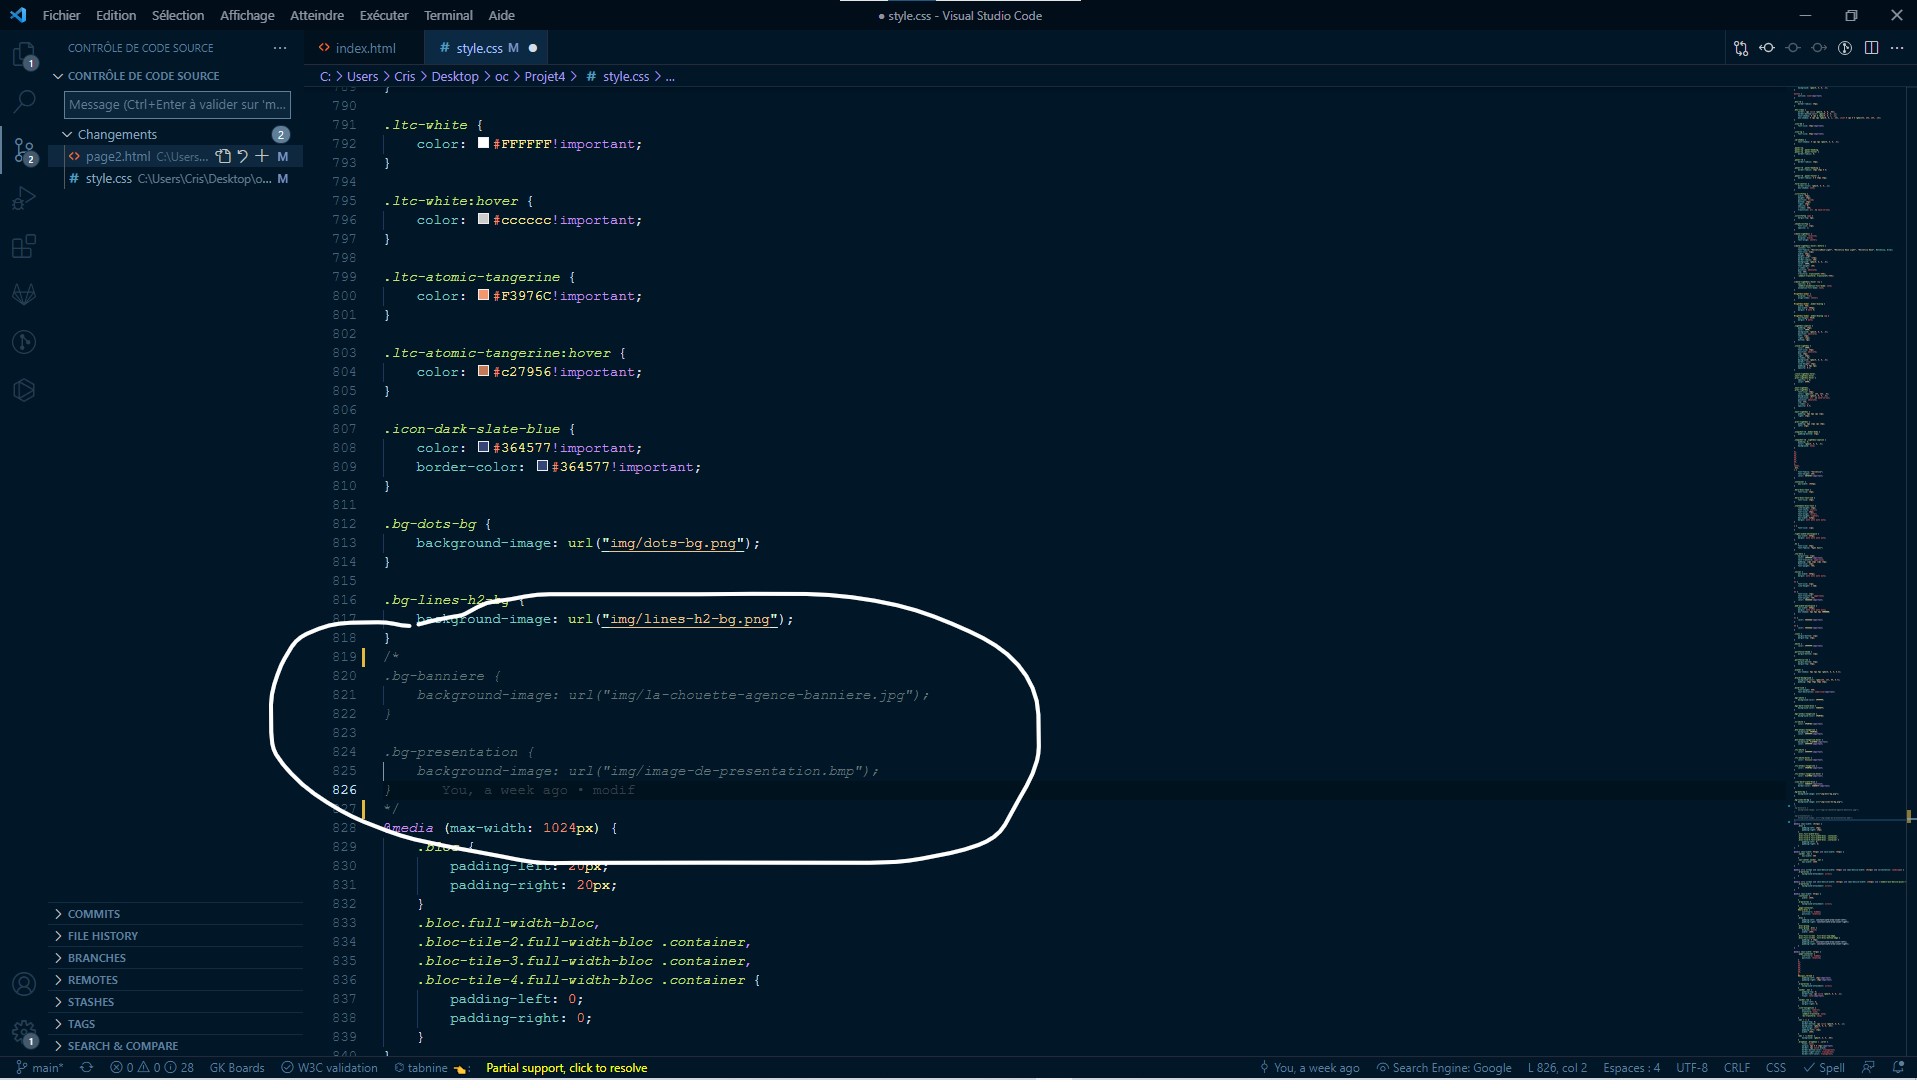 Fichier Edition Sélection Affichage Atteindre Exécuter Terminal Aide
● style.css - Visual Studio Code
CONTRÔLE DE CODE SOURCE ...
CONTRÔLE DE CODE SOURCE
Message (Ctrl+Enter à valider sur 'm...
Changements 2
page2.html C:\Users... M
style.css C:\Users\Cris\Desktop\o... M
COMMITS
FILE HISTORY
BRANCHES
REMOTES
STASHES
TAGS
SEARCH & COMPARE
1
2
1
index.html
# style.css M ●
C: > Users > Cris > Desktop > oc > Projet4 > # style.css > ...
789 }
790
791 .ltc-white {
792 color: #FFFFFF!important;
793 }
794
795 .ltc-white:hover {
796 color: #cccccc!important;
797 }
798
799 .ltc-atomic-tangerine {
800 color: #F3976C!important;
801 }
802
803 .ltc-atomic-tangerine:hover {
804 color: #c27956!important;
805 }
806
807 .icon-dark-slate-blue {
808 color: #364577!important;
809 border-color: #364577!important;
810 }
811
812 .bg-dots-bg {
813 background-image: url("img/dots-bg.png");
814 }
815
816 .bg-lines-h2-bg {
817 background-image: url("img/lines-h2-bg.png");
818 }
819 /*
820 .bg-banniere {
821 background-image: url("img/la-chouette-agence-banniere.jpg");
822 }
823
824 .bg-presentation {
825 background-image: url("img/image-de-presentation.bmp");
826 } You, a week ago • modif
827 */
828 @media (max-width: 1024px) {
829 .bloc {
830 padding-left: 20px;
831 padding-right: 20px;
832 }
833 .bloc.full-width-bloc,
834 .bloc-tile-2.full-width-bloc .container,
835 .bloc-tile-3.full-width-bloc .container,
836 .bloc-tile-4.full-width-bloc .container {
837 padding-left: 0;
838 padding-right: 0;
839 }
840 }
main* 0 0 28 GK Boards W3C validation tabnine Partial support, click to resolve
You, a week ago Search Engine: Google L 826, col 2 Espaces : 4 UTF-8 CRLF CSS Spell